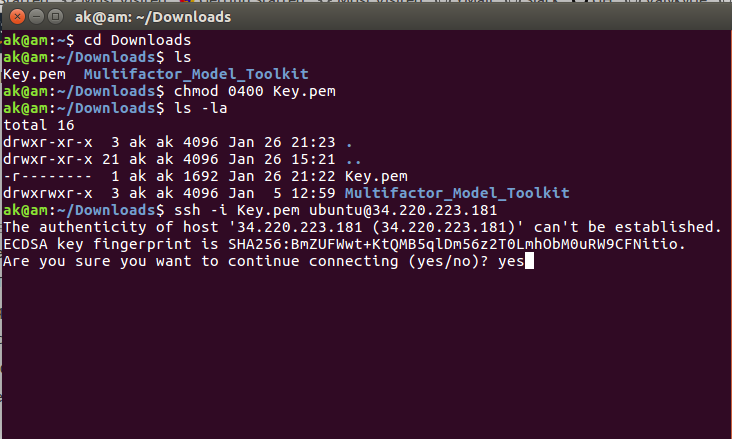 ak@am: ~/Downloads
ak@am:~$ cd Downloads
ak@am:~/Downloads$ ls
Key.pem  Multifactor_Model_Toolkit
ak@am:~/Downloads$ chmod 0400 Key.pem
ak@am:~/Downloads$ ls -la
total 16
drwxr-xr-x  3 ak ak 4096 Jan 26 21:23 .
drwxr-xr-x 21 ak ak 4096 Jan 26 15:21 ..
-r--------  1 ak ak 1692 Jan 26 21:22 Key.pem
drwxrwxr-x  3 ak ak 4096 Jan  5 12:59 Multifactor_Model_Toolkit
ak@am:~/Downloads$ ssh -i Key.pem ubuntu@34.220.223.181
The authenticity of host '34.220.223.181 (34.220.223.181)' can't be established.
ECDSA key fingerprint is SHA256:BmZUFWwt+KtQMB5qlDm56z2T0LmhObM0uRW9CFNitio.
Are you sure you want to continue connecting (yes/no)? yes